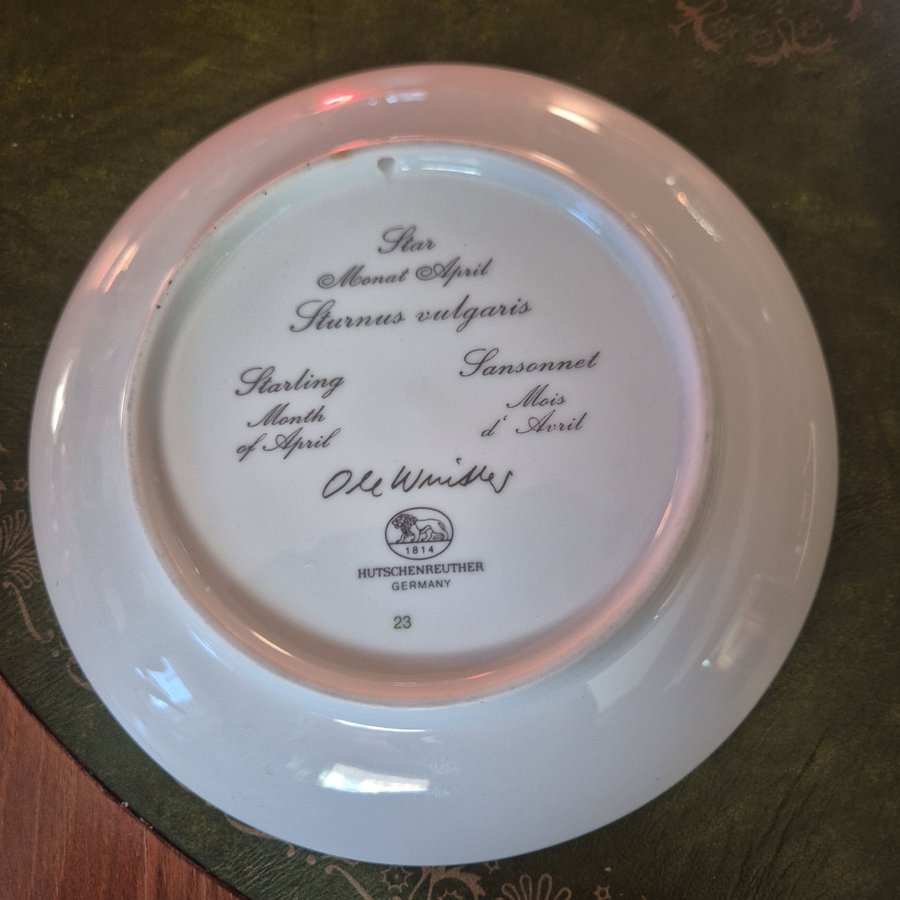 Star
Monat April
Sturnus vulgaris
Starling
Month
of April
Sansonnet
Mois
d' Avril
Ole Winther
1814
HUTSCHENREUTHER
GERMANY
23